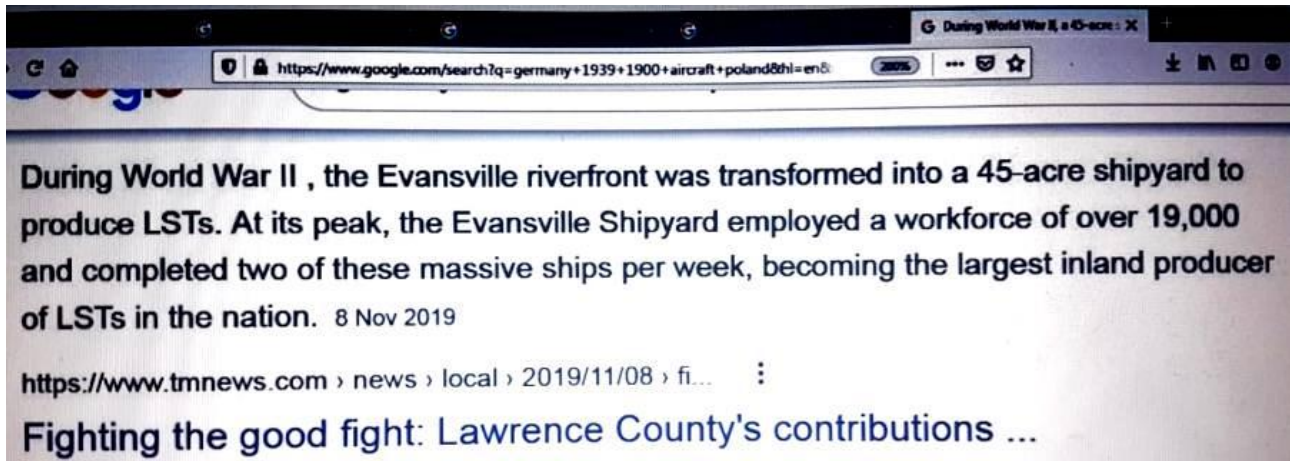 G During World War II, a 45-acre s
https://www.google.com/search?q=germany+1939+1900+aircraft+poland&hl=en&
200%
During World War II , the Evansville riverfront was transformed into a 45-acre shipyard to
produce LSTs. At its peak, the Evansville Shipyard employed a workforce of over 19,000
and completed two of these massive ships per week, becoming the largest inland producer
of LSTs in the nation. 8 Nov 2019
https://www.tmnews.com › news › local › 2019/11/08 › fi...
Fighting the good fight: Lawrence County's contributions ...